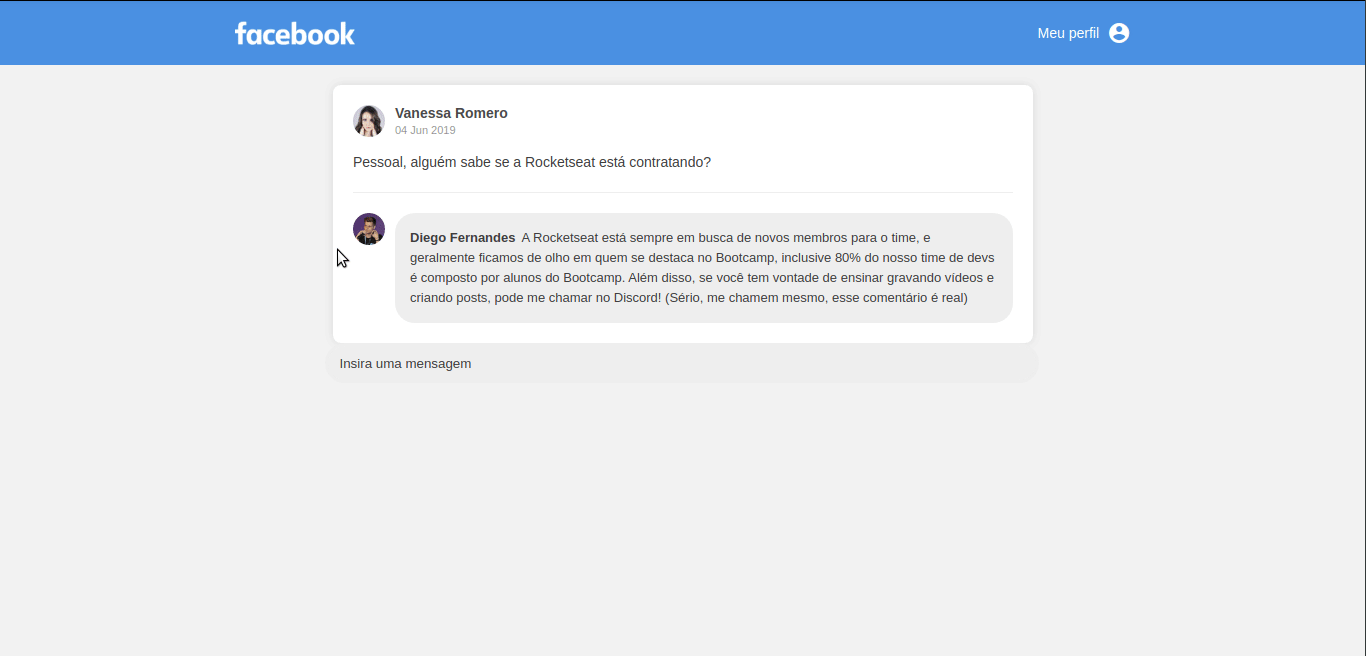 facebook
Meu perfil
Vanessa Romero
04 Jun 2019
Pessoal, alguém sabe se a Rocketseat está contratando?
Diego Fernandes A Rocketseat está sempre em busca de novos membros para o time, e
geralmente ficamos de olho em quem se destaca no Bootcamp, inclusive 80% do nosso time de devs
é composto por alunos do Bootcamp. Além disso, se você tem vontade de ensinar gravando vídeos e
criando posts, pode me chamar no Discord! (Sério, me chamem mesmo, esse comentário é real)
Insira uma mensagem